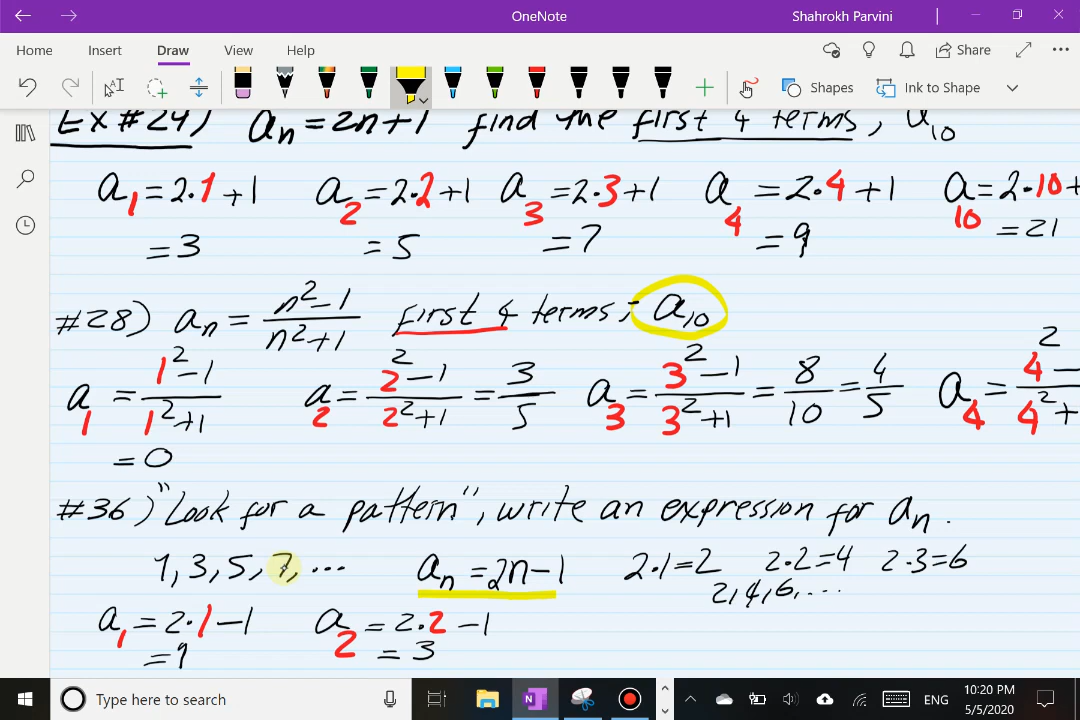 OneNote
Shahrokh Parvini
Home Insert Draw View Help
Share
Shapes Ink to Shape
Ex #24) aₙ = 2n+1 find the first 4 terms, a₁₀
a₁ = 2·1 +1 a₂ = 2·2+1 a₃ = 2·3+1 a₄ = 2·4 +1 a₁₀ = 2·10+
= 3 = 5 = 7 = 9 = 21
#28) aₙ = (n²-1)/(n²+1) first 4 terms, a₁₀
a₁ = (1²-1)/(1²+1) a₂ = (2²-1)/(2²+1) = 3/5 a₃ = (3²-1)/(3²+1) = 8/10 = 4/5 a₄ = (4²-)/(4²+
= 0
#36) "Look for a pattern", write an expression for aₙ.
1, 3, 5, 7, ... aₙ = 2n-1 2·1=2 2·2=4 2·3=6
2, 4, 6, ....
a₁ = 2·1-1 a₂ = 2·2 -1
= 1 = 3
Type here to search
ENG
10:20 PM
5/5/2020